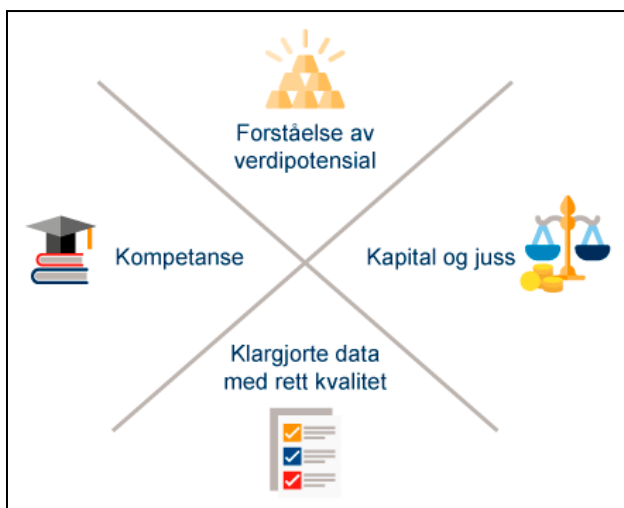 Forståelse av
verdipotensial
Kompetanse
Kapital og juss
Klargjorte data
med rett kvalitet